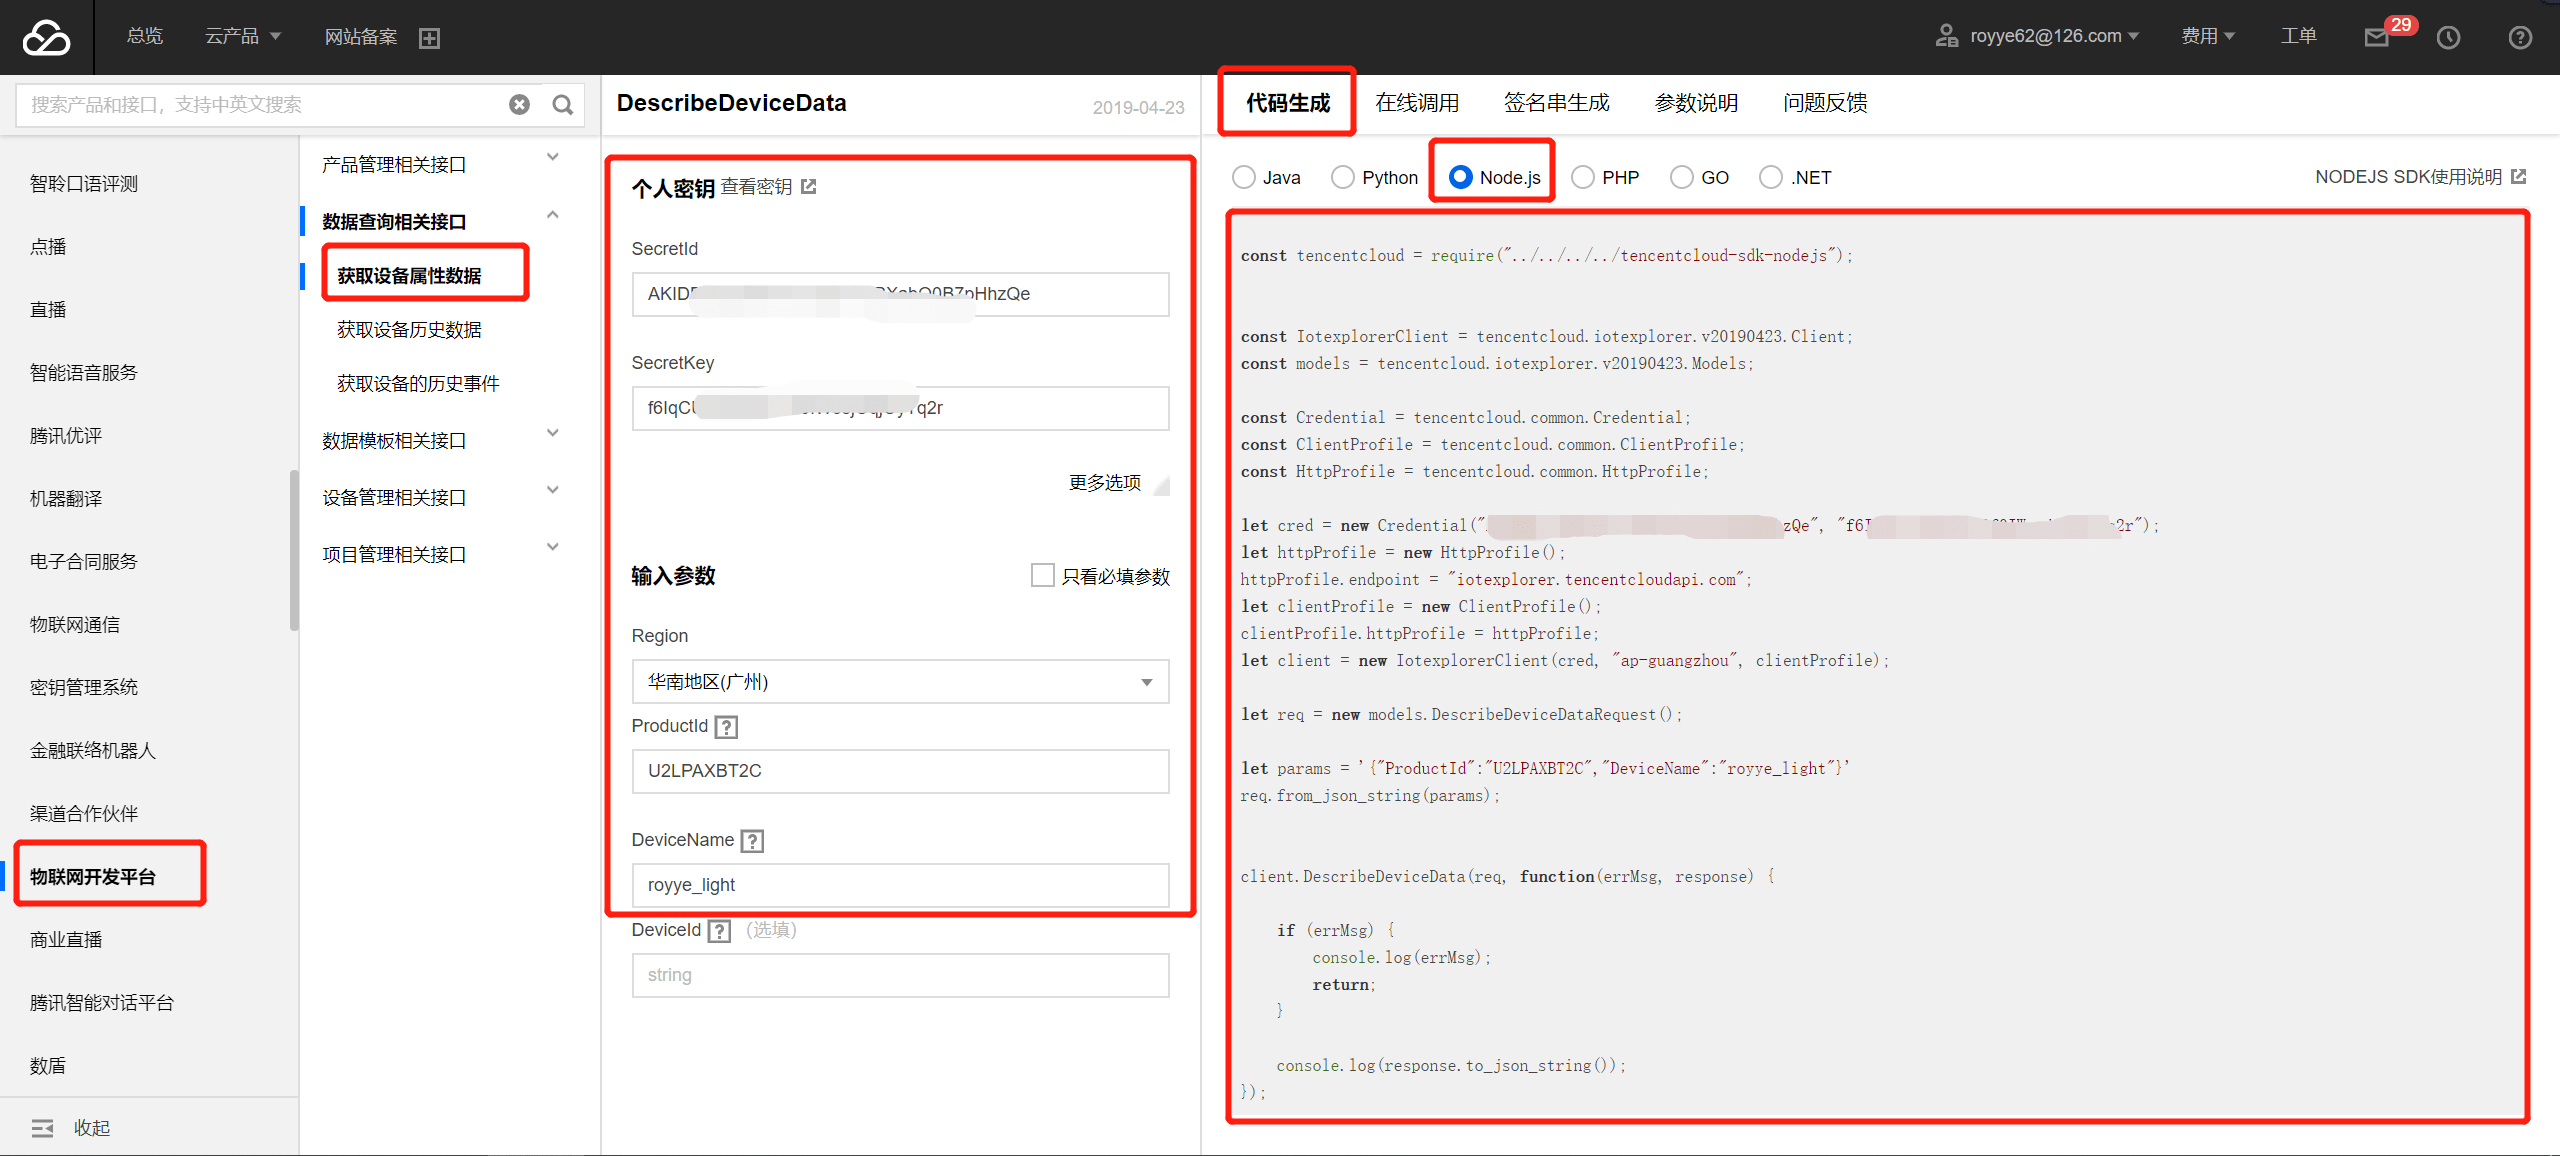 总览
云产品
网站备案
royye62@126.com
费用
工单
29
搜索产品和接口，支持中英文搜索
智聆口语评测
点播
直播
智能语音服务
腾讯优评
机器翻译
电子合同服务
物联网通信
密钥管理系统
金融联络机器人
渠道合作伙伴
物联网开发平台
商业直播
腾讯智能对话平台
数盾
收起
产品管理相关接口
数据查询相关接口
获取设备属性数据
获取设备历史数据
获取设备的历史事件
数据模板相关接口
设备管理相关接口
项目管理相关接口
DescribeDeviceData
2019-04-23
个人密钥 查看密钥
SecretId
SecretKey
更多选项
输入参数
只看必填参数
Region
华南地区(广州)
ProductId
U2LPAXBT2C
DeviceName
royye_light
DeviceId (选填)
string
代码生成
在线调用
签名串生成
参数说明
问题反馈
Java
Python
Node.js
PHP
GO
.NET
NODEJS SDK使用说明
const tencentcloud = require("../../../../tencentcloud-sdk-nodejs");
const IotexplorerClient = tencentcloud.iotexplorer.v20190423.Client;
const models = tencentcloud.iotexplorer.v20190423.Models;
const Credential = tencentcloud.common.Credential;
const ClientProfile = tencentcloud.common.ClientProfile;
const HttpProfile = tencentcloud.common.HttpProfile;
let cred = new Credential("
zQe", "f6I
2r");
let httpProfile = new HttpProfile();
httpProfile.endpoint = "iotexplorer.tencentcloudapi.com";
let clientProfile = new ClientProfile();
clientProfile.httpProfile = httpProfile;
let client = new IotexplorerClient(cred, "ap-guangzhou", clientProfile);
let req = new models.DescribeDeviceDataRequest();
let params = '{"ProductId":"U2LPAXBT2C","DeviceName":"royye_light"}'
req.from_json_string(params);
client.DescribeDeviceData(req, function(errMsg, response) {
if (errMsg) {
console.log(errMsg);
return;
}
console.log(response.to_json_string());
});